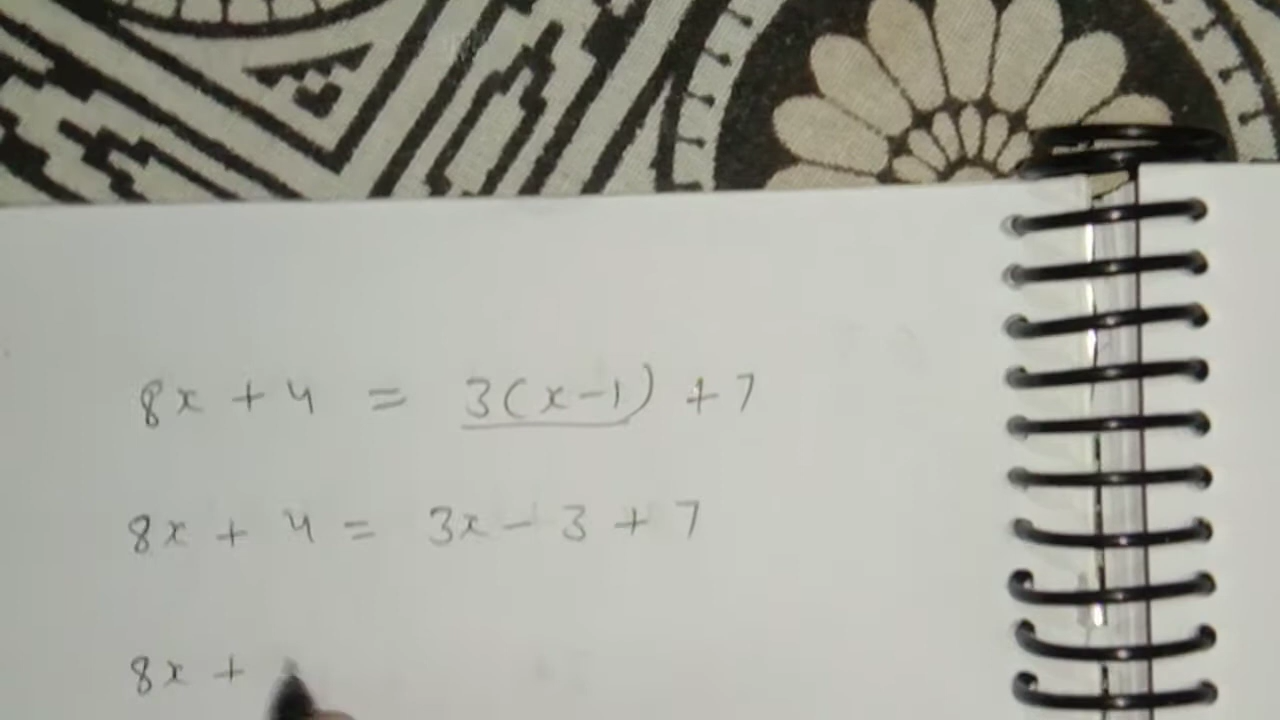 8x + 4 = 3(x-1) + 7
8x + 4 = 3x - 3 + 7
8x +